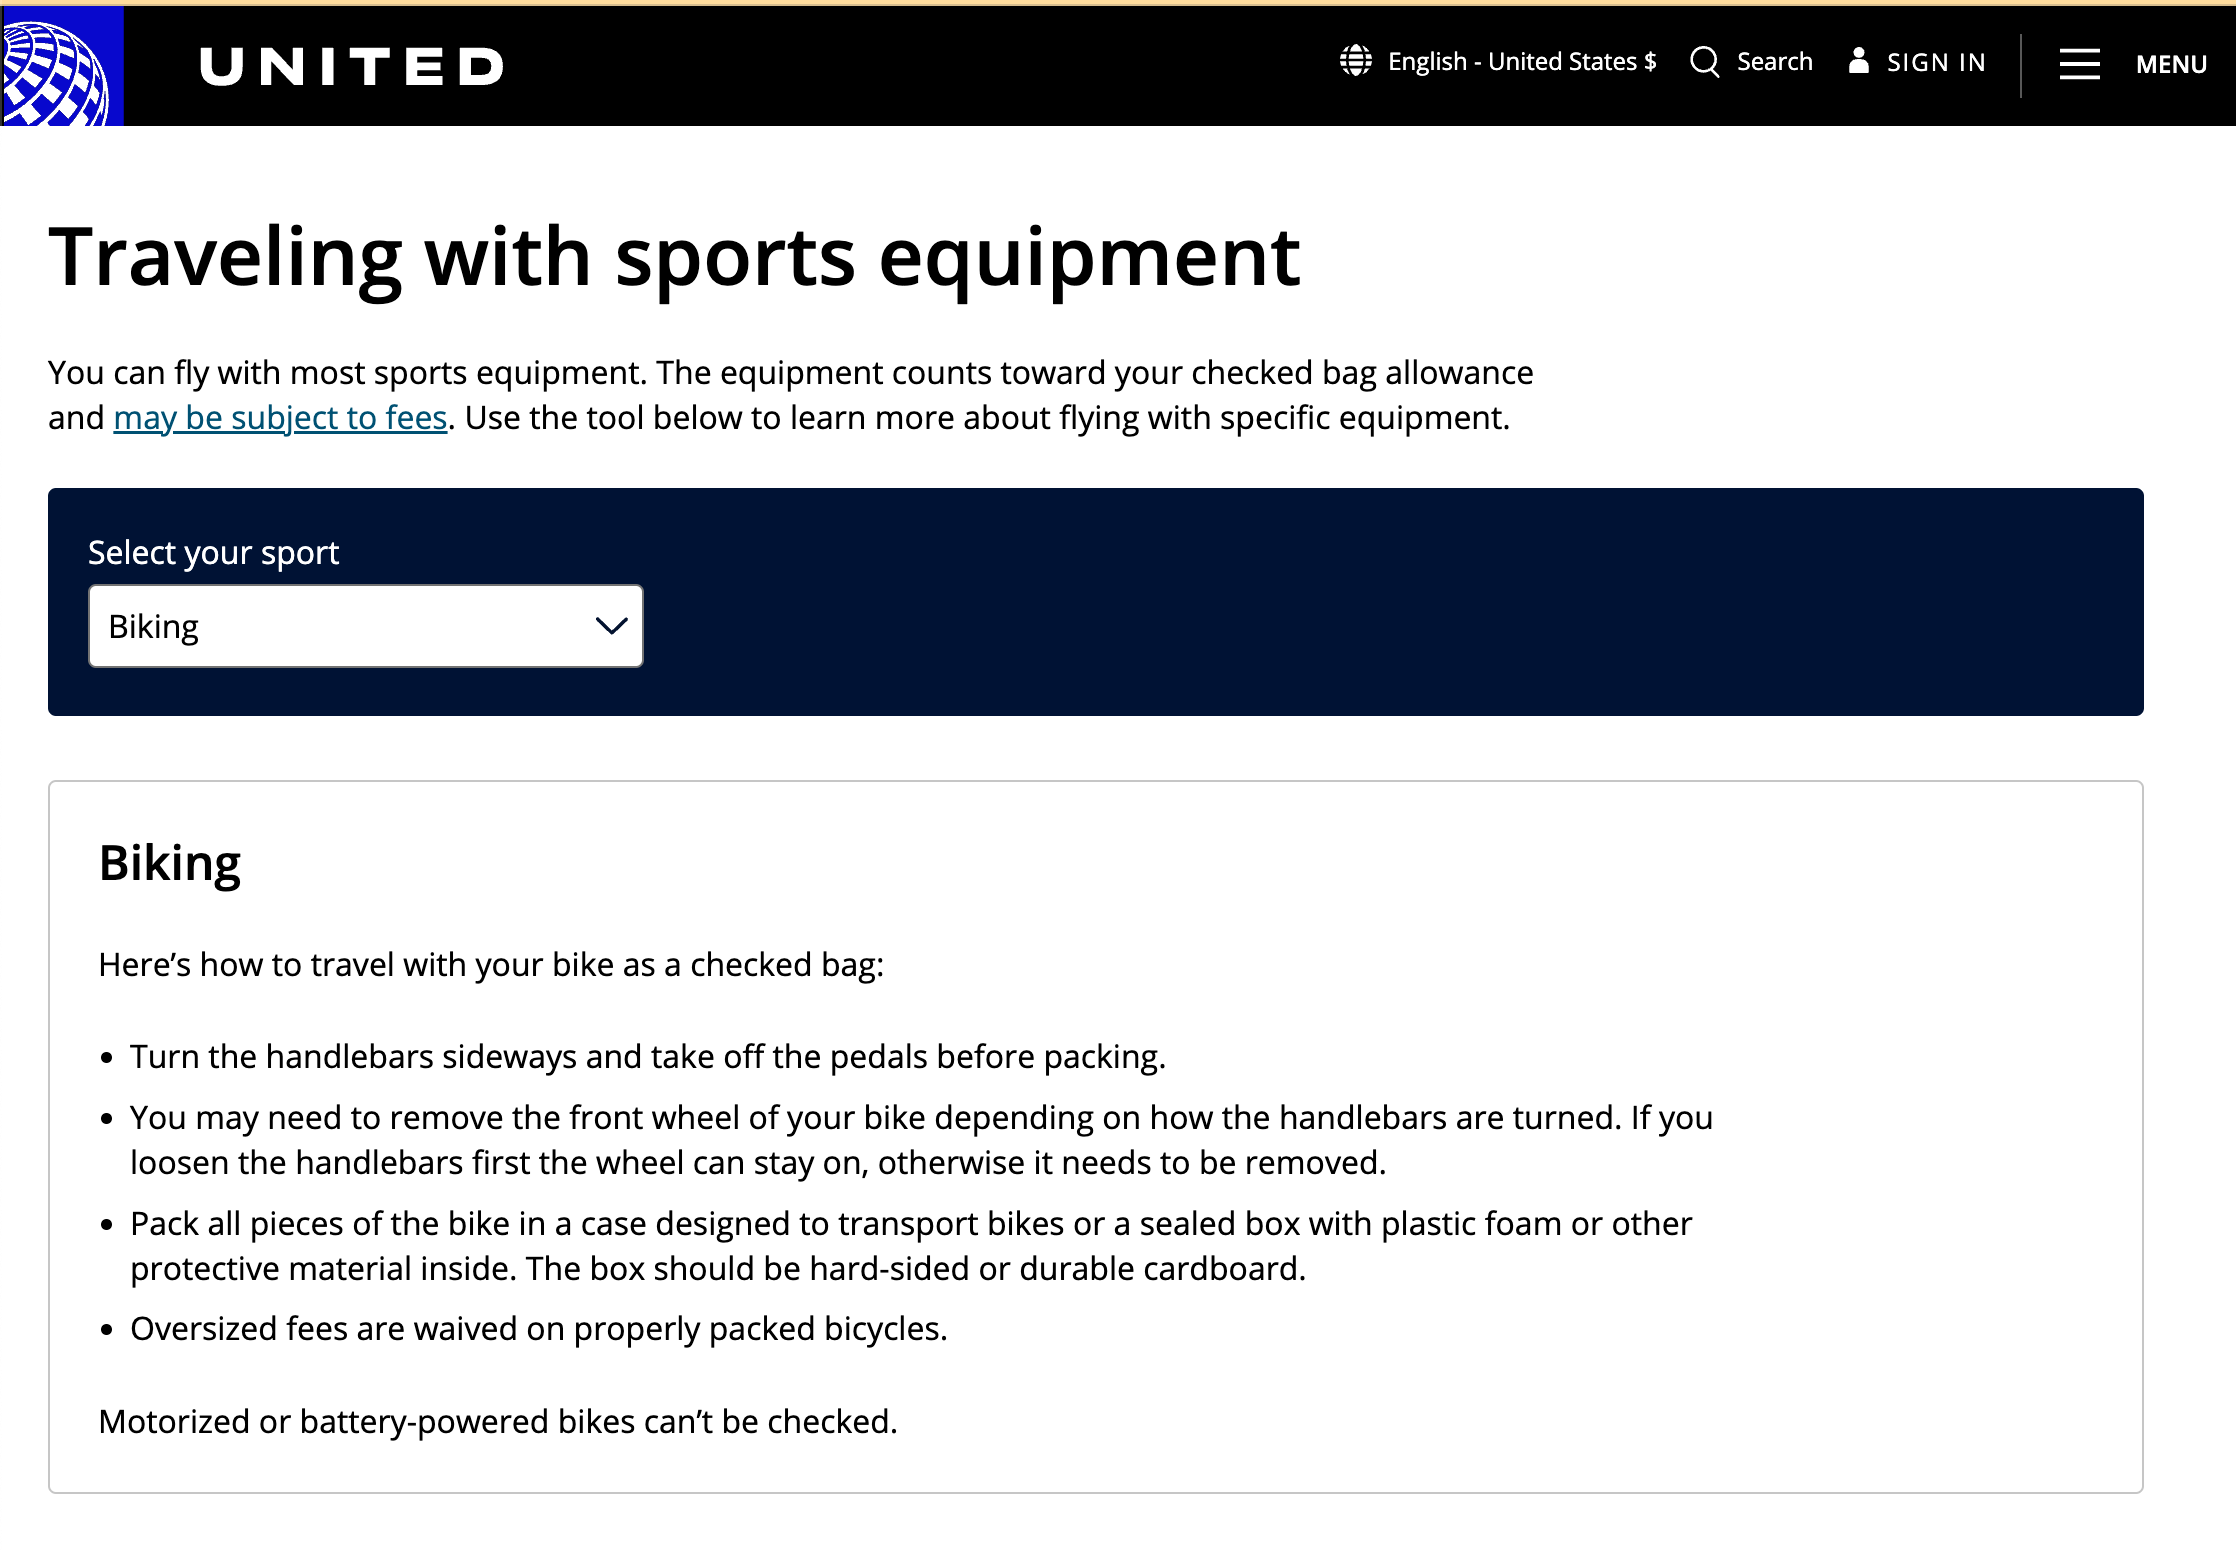 UNITED
English - United States $
Search
SIGN IN
MENU
Traveling with sports equipment
You can fly with most sports equipment. The equipment counts toward your checked bag allowance
and may be subject to fees. Use the tool below to learn more about flying with specific equipment.
Select your sport
Biking
Biking
Here’s how to travel with your bike as a checked bag:
• Turn the handlebars sideways and take off the pedals before packing.
• You may need to remove the front wheel of your bike depending on how the handlebars are turned. If you
loosen the handlebars first the wheel can stay on, otherwise it needs to be removed.
• Pack all pieces of the bike in a case designed to transport bikes or a sealed box with plastic foam or other
protective material inside. The box should be hard-sided or durable cardboard.
• Oversized fees are waived on properly packed bicycles.
Motorized or battery-powered bikes can’t be checked.